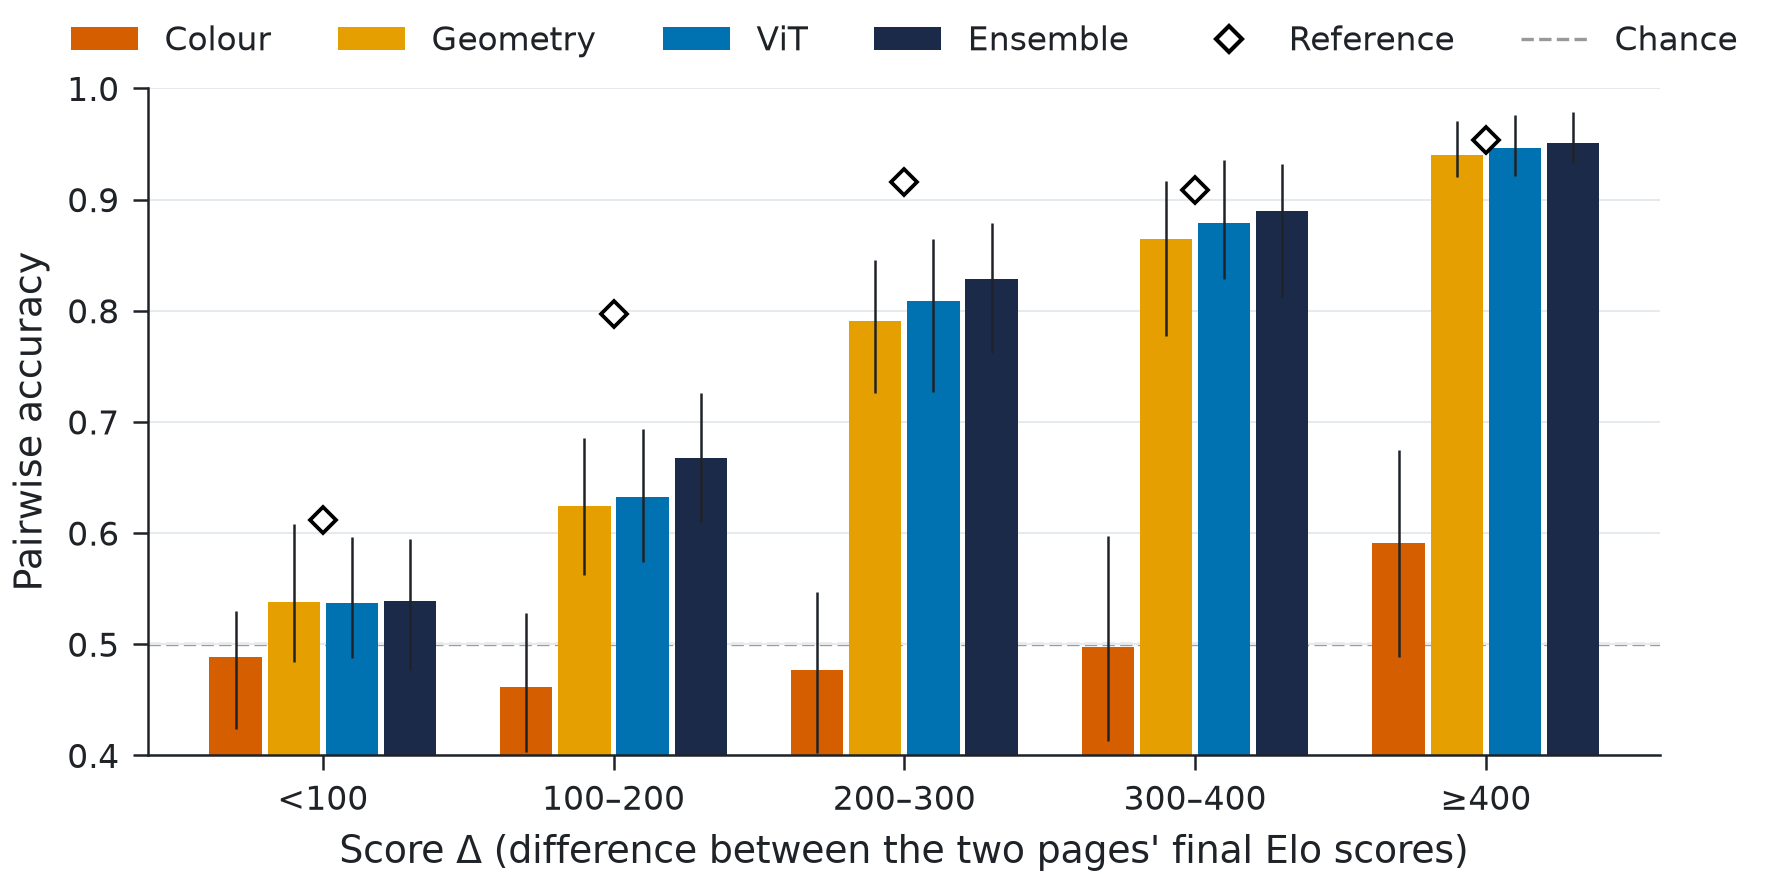 Colour Geometry ViT Ensemble Reference Chance
1.0
0.9
0.8
0.7
0.6
0.5
0.4
Pairwise accuracy
<100 100–200 200–300 300–400 ≥400
Score Δ (difference between the two pages' final Elo scores)